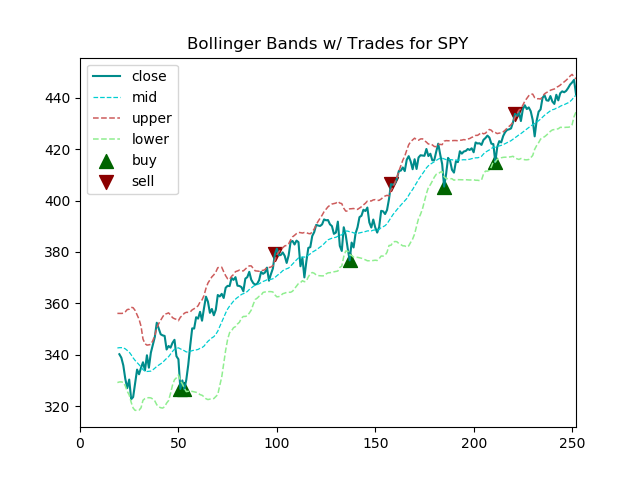 Bollinger Bands w/ Trades for SPY
close
mid
upper
lower
buy
sell
440
420
400
380
360
340
320
0 50 100 150 200 250